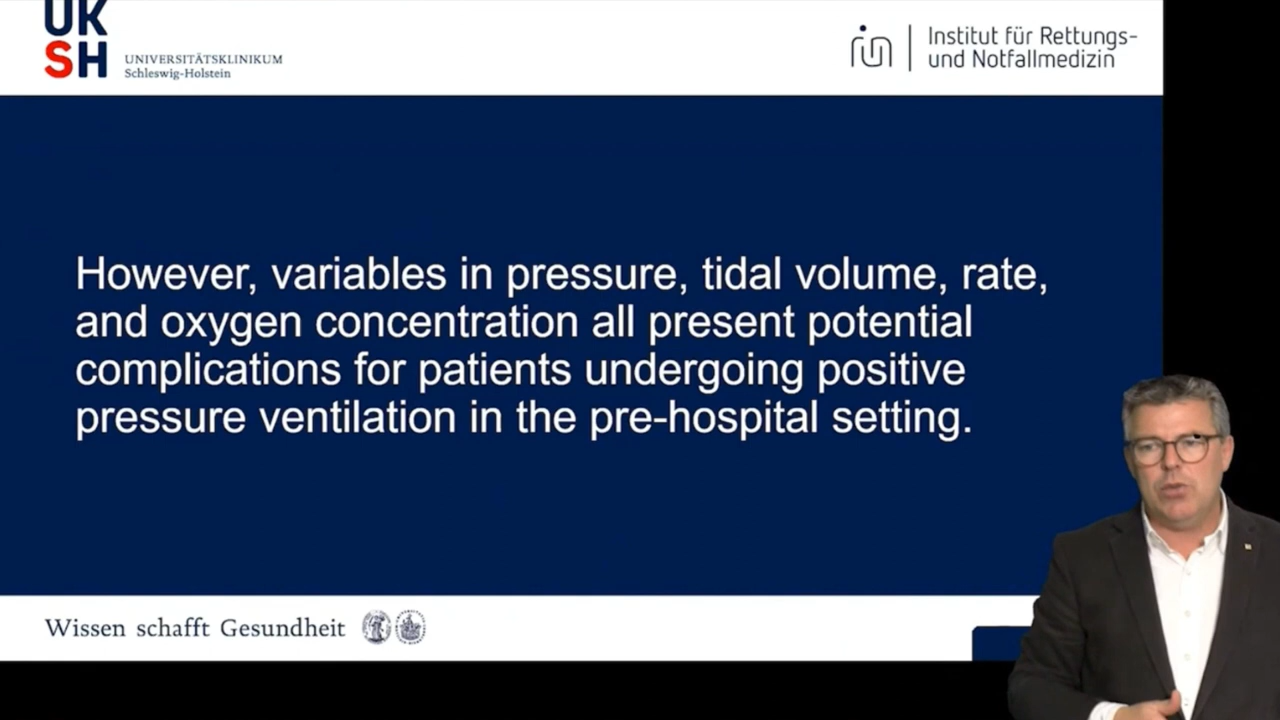 UK
SH
UNIVERSITÄTSKLINIKUM
Schleswig-Holstein
Institut für Rettungs-
und Notfallmedizin
However, variables in pressure, tidal volume, rate,
and oxygen concentration all present potential
complications for patients undergoing positive
pressure ventilation in the pre-hospital setting.
Wissen schafft Gesundheit